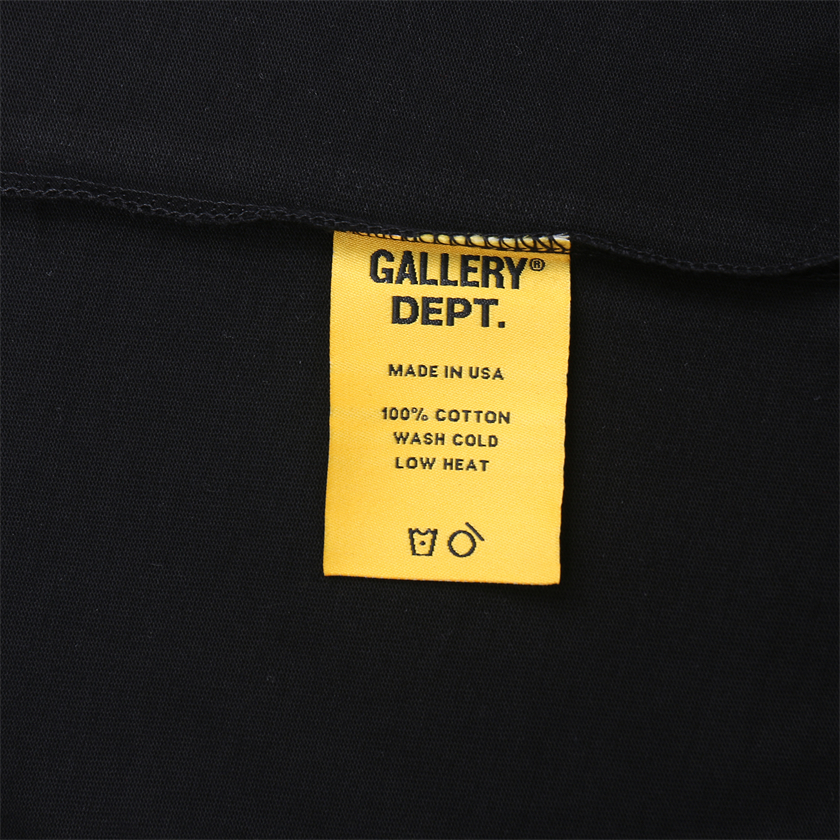 GALLERY®
DEPT.
MADE IN USA
100% COTTON
WASH COLD
LOW HEAT